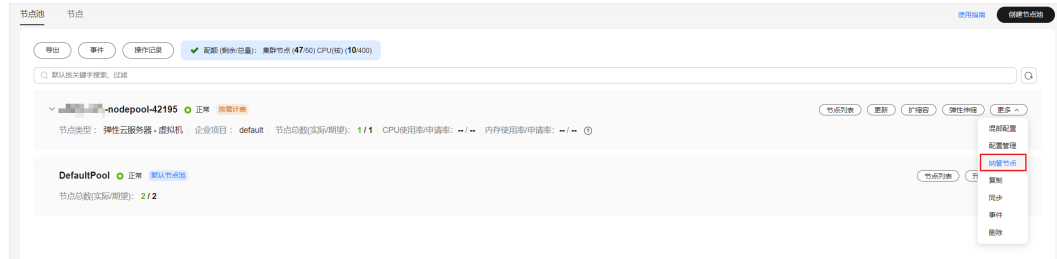 节点池 节点 使用指南 创建节点池
导出 事件 操作记录 配额 (剩余/总量): 集群节点 (47/50) CPU(核) (10/400)
默认按关键字搜索、过滤
-nodepool-42195 正常 按需计费 节点列表 更新 扩缩容 弹性伸缩 更多
节点类型: 弹性云服务器 - 虚拟机 企业项目: default 节点总数(实际/期望): 1 / 1 CPU使用率/申请率: -- / -- 内存使用率/申请率: -- / --
混部配置
配置管理
纳管节点
DefaultPool 正常 默认节点池 节点列表 升
复制
节点总数(实际/期望): 2 / 2
同步
事件
删除